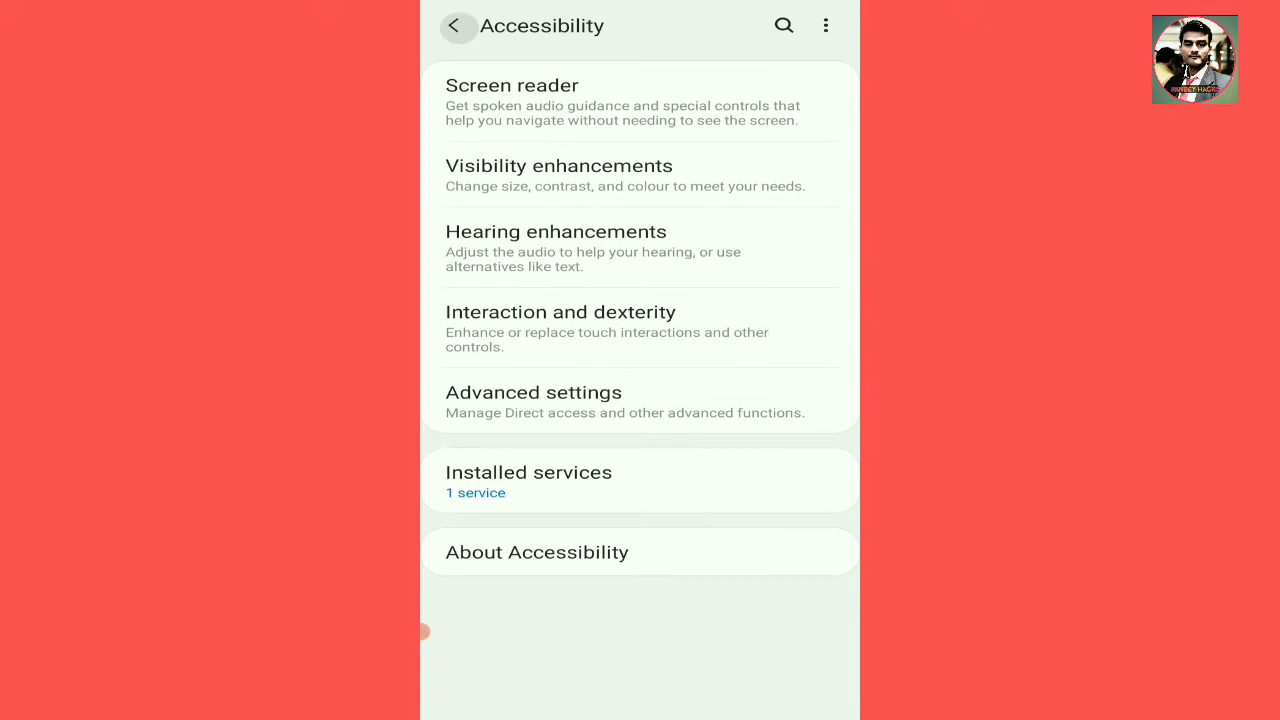 Accessibility
Screen reader
Get spoken audio guidance and special controls that
help you navigate without needing to see the screen.
Visibility enhancements
Change size, contrast, and colour to meet your needs.
Hearing enhancements
Adjust the audio to help your hearing, or use
alternatives like text.
Interaction and dexterity
Enhance or replace touch interactions and other
controls.
Advanced settings
Manage Direct access and other advanced functions.
Installed services
1 service
About Accessibility